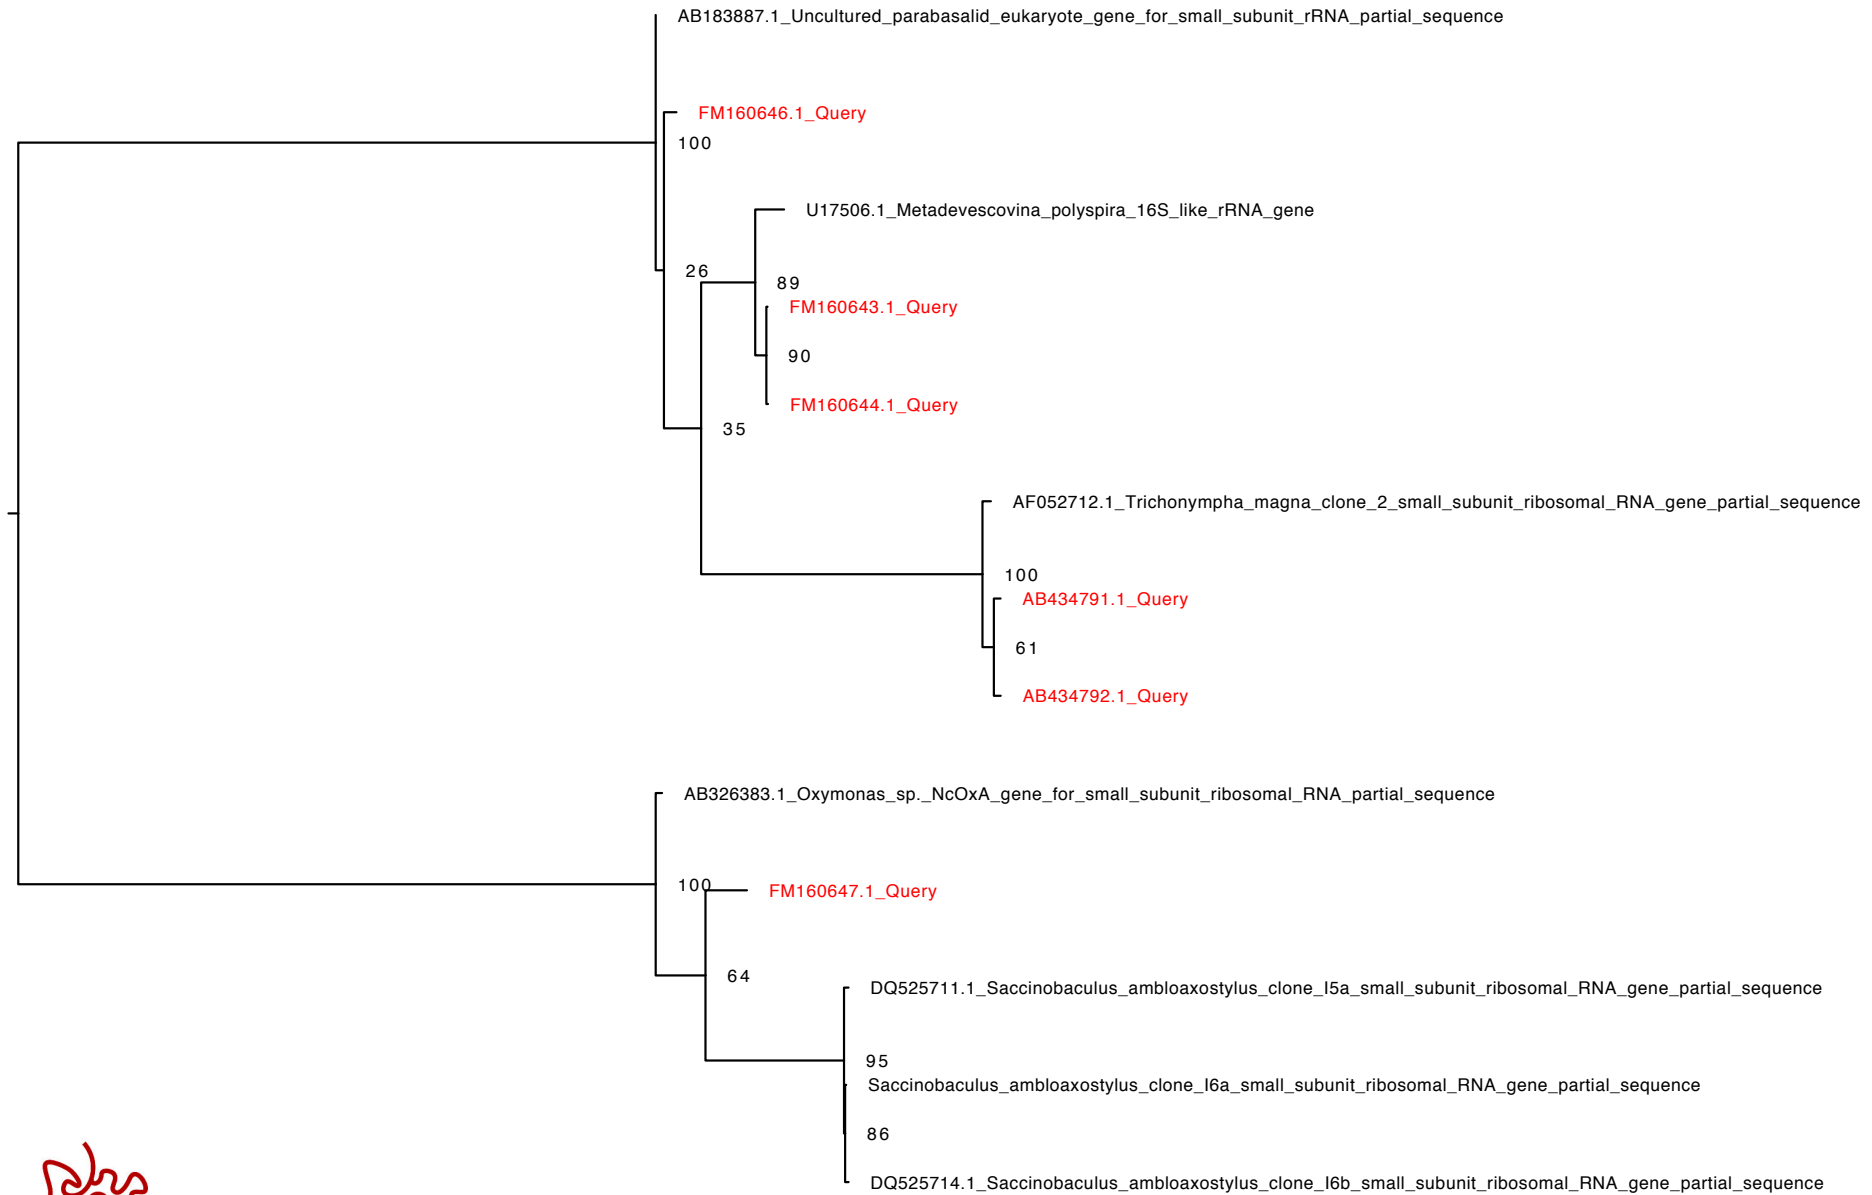 AB183887.1_Uncultured_parabasalid_eukaryote_gene_for_small_subunit_rRNA_partial_sequence
FM160646.1_Query
100
U17506.1_Metadevescovina_polyspira_16S_like_rRNA_gene
26
89
FM160643.1_Query
90
FM160644.1_Query
35
AF052712.1_Trichonympha_magna_clone_2_small_subunit_ribosomal_RNA_gene_partial_sequence
100
AB434791.1_Query
61
AB434792.1_Query
AB326383.1_Oxymonas_sp._NcOxA_gene_for_small_subunit_ribosomal_RNA_partial_sequence
100
FM160647.1_Query
64
DQ525711.1_Saccinobaculus_ambloaxostylus_clone_I5a_small_subunit_ribosomal_RNA_gene_partial_sequence
95
Saccinobaculus_ambloaxostylus_clone_I6a_small_subunit_ribosomal_RNA_gene_partial_sequence
86
DQ525714.1_Saccinobaculus_ambloaxostylus_clone_I6b_small_subunit_ribosomal_RNA_gene_partial_sequence